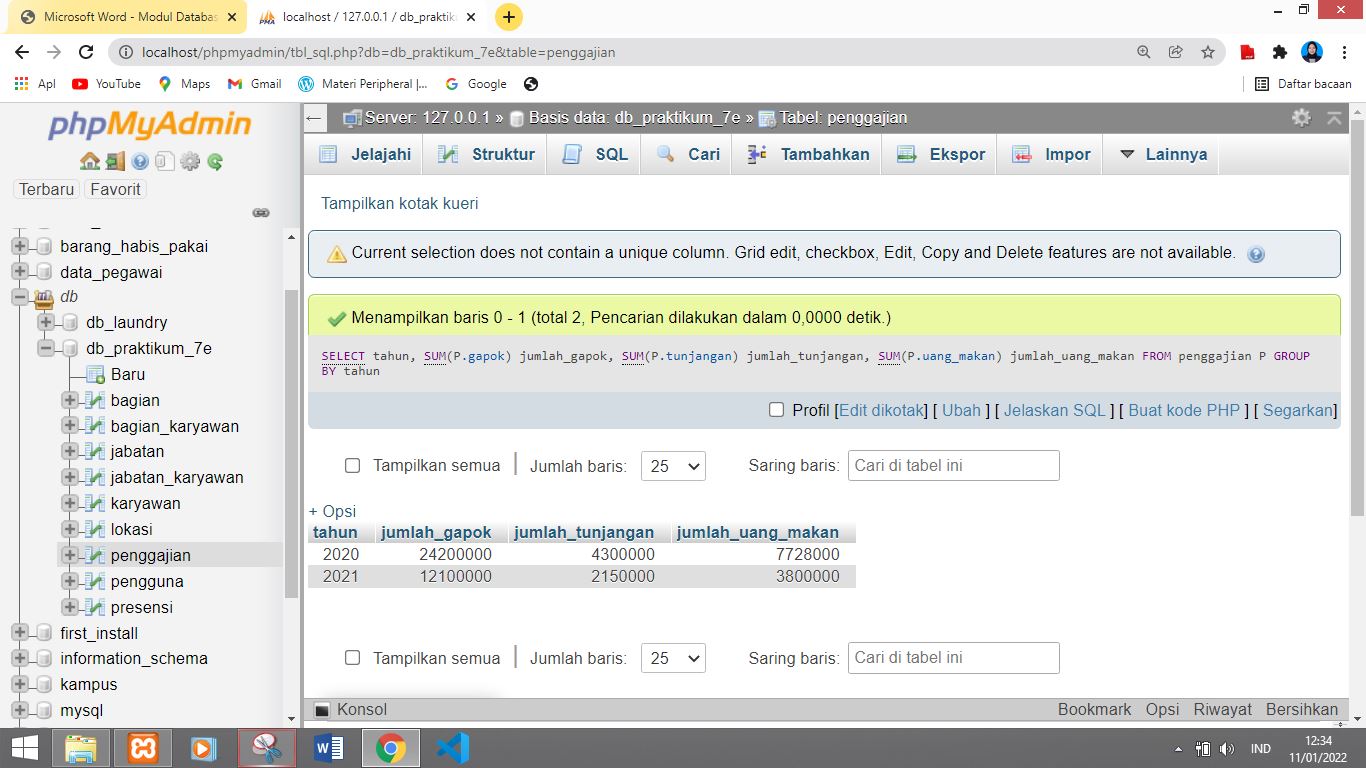 Microsoft Word - Modul Databas
localhost / 127.0.0.1 / db_praktiku
localhost/phpmyadmin/tbl_sql.php?db=db_praktikum_7e&table=penggajian
Apl
YouTube
Maps
Gmail
Materi Peripheral |...
Google
Daftar bacaan
phpMyAdmin
Terbaru
Favorit
barang_habis_pakai
data_pegawai
db
db_laundry
db_praktikum_7e
Baru
bagian
bagian_karyawan
jabatan
jabatan_karyawan
karyawan
lokasi
penggajian
pengguna
presensi
first_install
information_schema
kampus
mysql
Server: 127.0.0.1 » Basis data: db_praktikum_7e » Tabel: penggajian
Jelajahi Struktur SQL Cari Tambahkan Ekspor Impor Lainnya
Tampilkan kotak kueri
Current selection does not contain a unique column. Grid edit, checkbox, Edit, Copy and Delete features are not available.
Menampilkan baris 0 - 1 (total 2, Pencarian dilakukan dalam 0,0000 detik.)
SELECT tahun, SUM(P.gapok) jumlah_gapok, SUM(P.tunjangan) jumlah_tunjangan, SUM(P.uang_makan) jumlah_uang_makan FROM penggajian P GROUP
BY tahun
Profil [Edit dikotak] [ Ubah ] [ Jelaskan SQL ] [ Buat kode PHP ] [ Segarkan]
Tampilkan semua | Jumlah baris: 25 Saring baris: Cari di tabel ini
+ Opsi
tahun jumlah_gapok jumlah_tunjangan jumlah_uang_makan
2020 24200000 4300000 7728000
2021 12100000 2150000 3800000
Tampilkan semua | Jumlah baris: 25 Saring baris: Cari di tabel ini
Konsol
Bookmark Opsi Riwayat Bersihkan
IND
12:34
11/01/2022